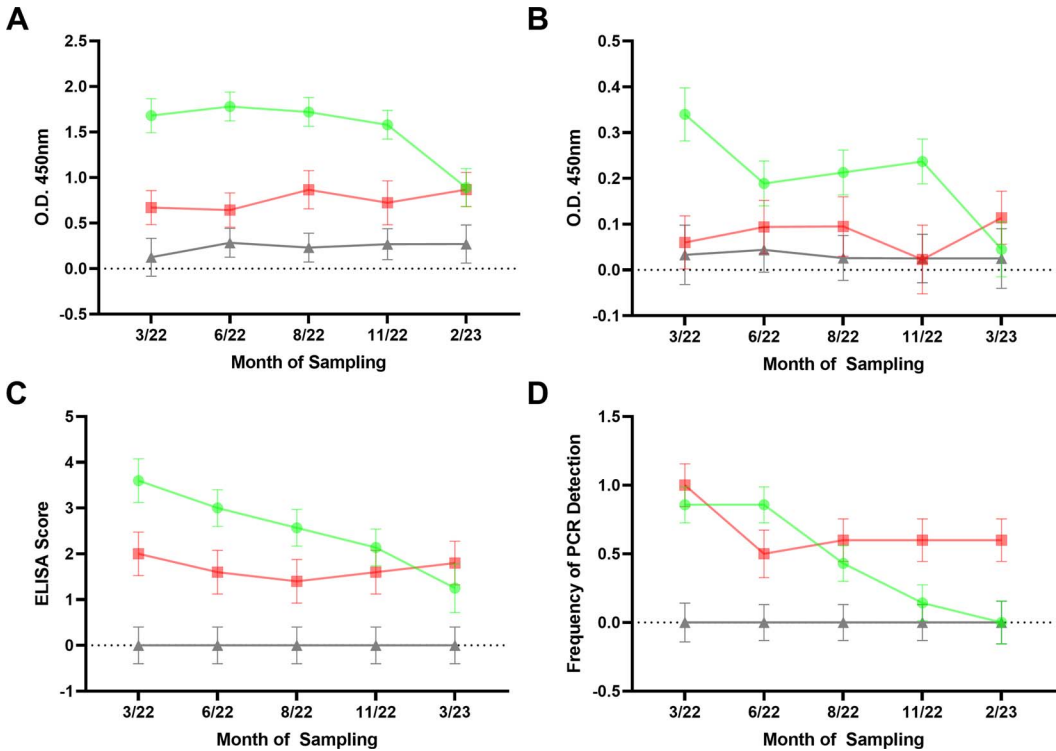 A
O.D. 450nm
2.5
2.0
1.5
1.0
0.5
0.0
-0.5
3/22 6/22 8/22 11/22 2/23
Month of Sampling
B
O.D. 450nm
0.5
0.4
0.3
0.2
0.1
0.0
-0.1
3/22 6/22 8/22 11/22 3/23
Month of Sampling
C
ELISA Score
5
4
3
2
1
0
-1
3/22 6/22 8/22 11/22 3/23
Month of Sampling
D
Frequency of PCR Detection
1.5
1.0
0.5
0.0
-0.5
3/22 6/22 8/22 11/22 2/23
Month of Sampling